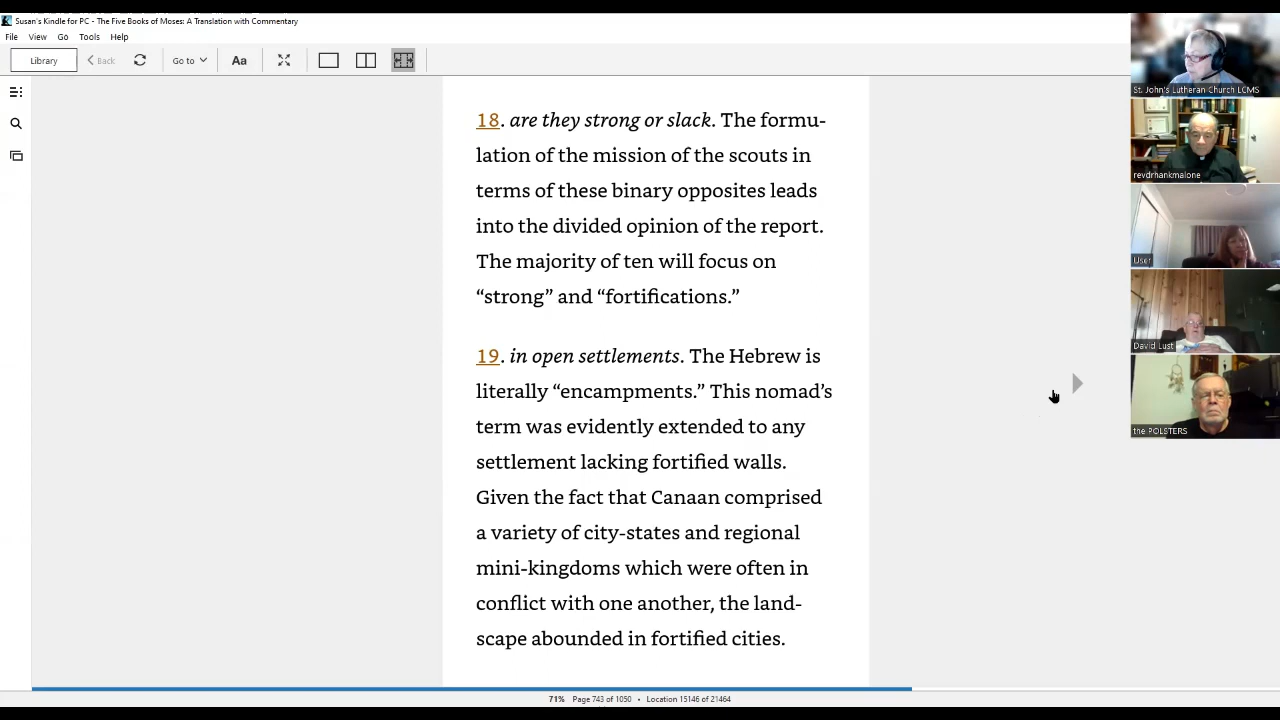 Susan's Kindle for PC - The Five Books of Moses: A Translation with Commentary
File View Go Tools Help
Library Back Go to Aa
18. are they strong or slack. The formu-
lation of the mission of the scouts in
terms of these binary opposites leads
into the divided opinion of the report.
The majority of ten will focus on
“strong” and “fortifications.”
19. in open settlements. The Hebrew is
literally “encampments.” This nomad’s
term was evidently extended to any
settlement lacking fortified walls.
Given the fact that Canaan comprised
a variety of city-states and regional
mini-kingdoms which were often in
conflict with one another, the land-
scape abounded in fortified cities.
71% Page 743 of 1050 • Location 15146 of 21464
St. John's Lutheran Church LCMS
revdrhankmalone
User
David Lust
the POLSTERS